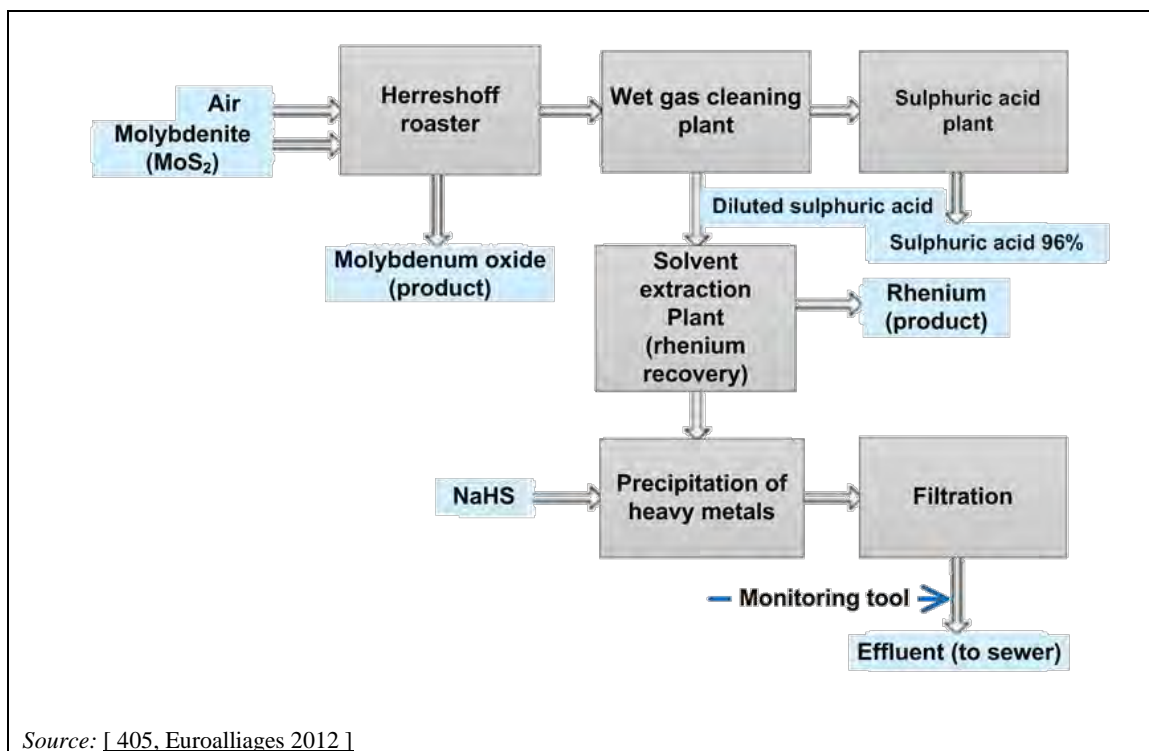 Air
Molybdenite
(MoS₂)
Herreshoff
roaster
Wet gas cleaning
plant
Sulphuric acid
plant
Molybdenum oxide
(product)
Diluted sulphuric acid
Sulphuric acid 96%
Solvent
extraction
Plant
(rhenium
recovery)
Rhenium
(product)
NaHS
Precipitation of
heavy metals
Filtration
Monitoring tool
Effluent (to sewer)
Source: [ 405, Euroalliages 2012 ]